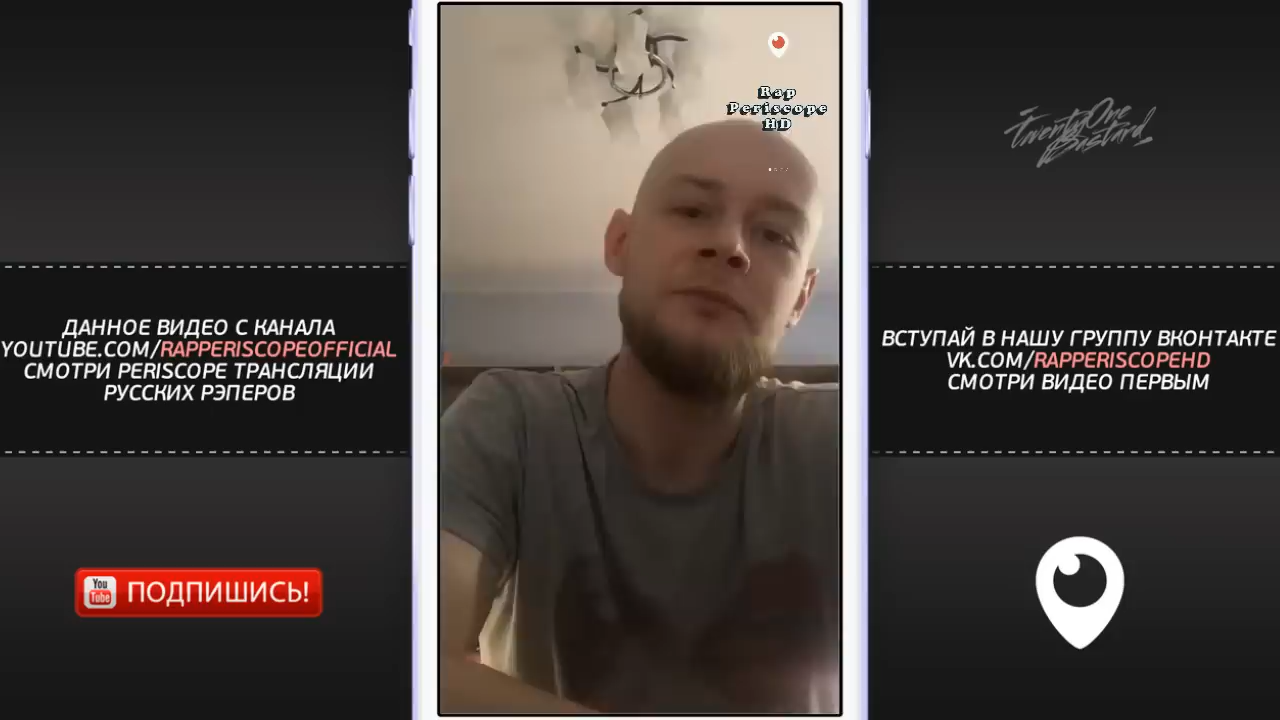 Rap
Periscope
HD
TwentyOne
Bastard
ДАННОЕ ВИДЕО С КАНАЛА
YOUTUBE.COM/RAPPERISCOPEOFFICIAL
СМОТРИ PERISCOPE ТРАНСЛЯЦИИ
РУССКИХ РЭПЕРОВ
ВСТУПАЙ В НАШУ ГРУППУ ВКОНТАКТЕ
VK.COM/RAPPERISCOPEHD
СМОТРИ ВИДЕО ПЕРВЫМ
You
Tube
ПОДПИШИСЬ!